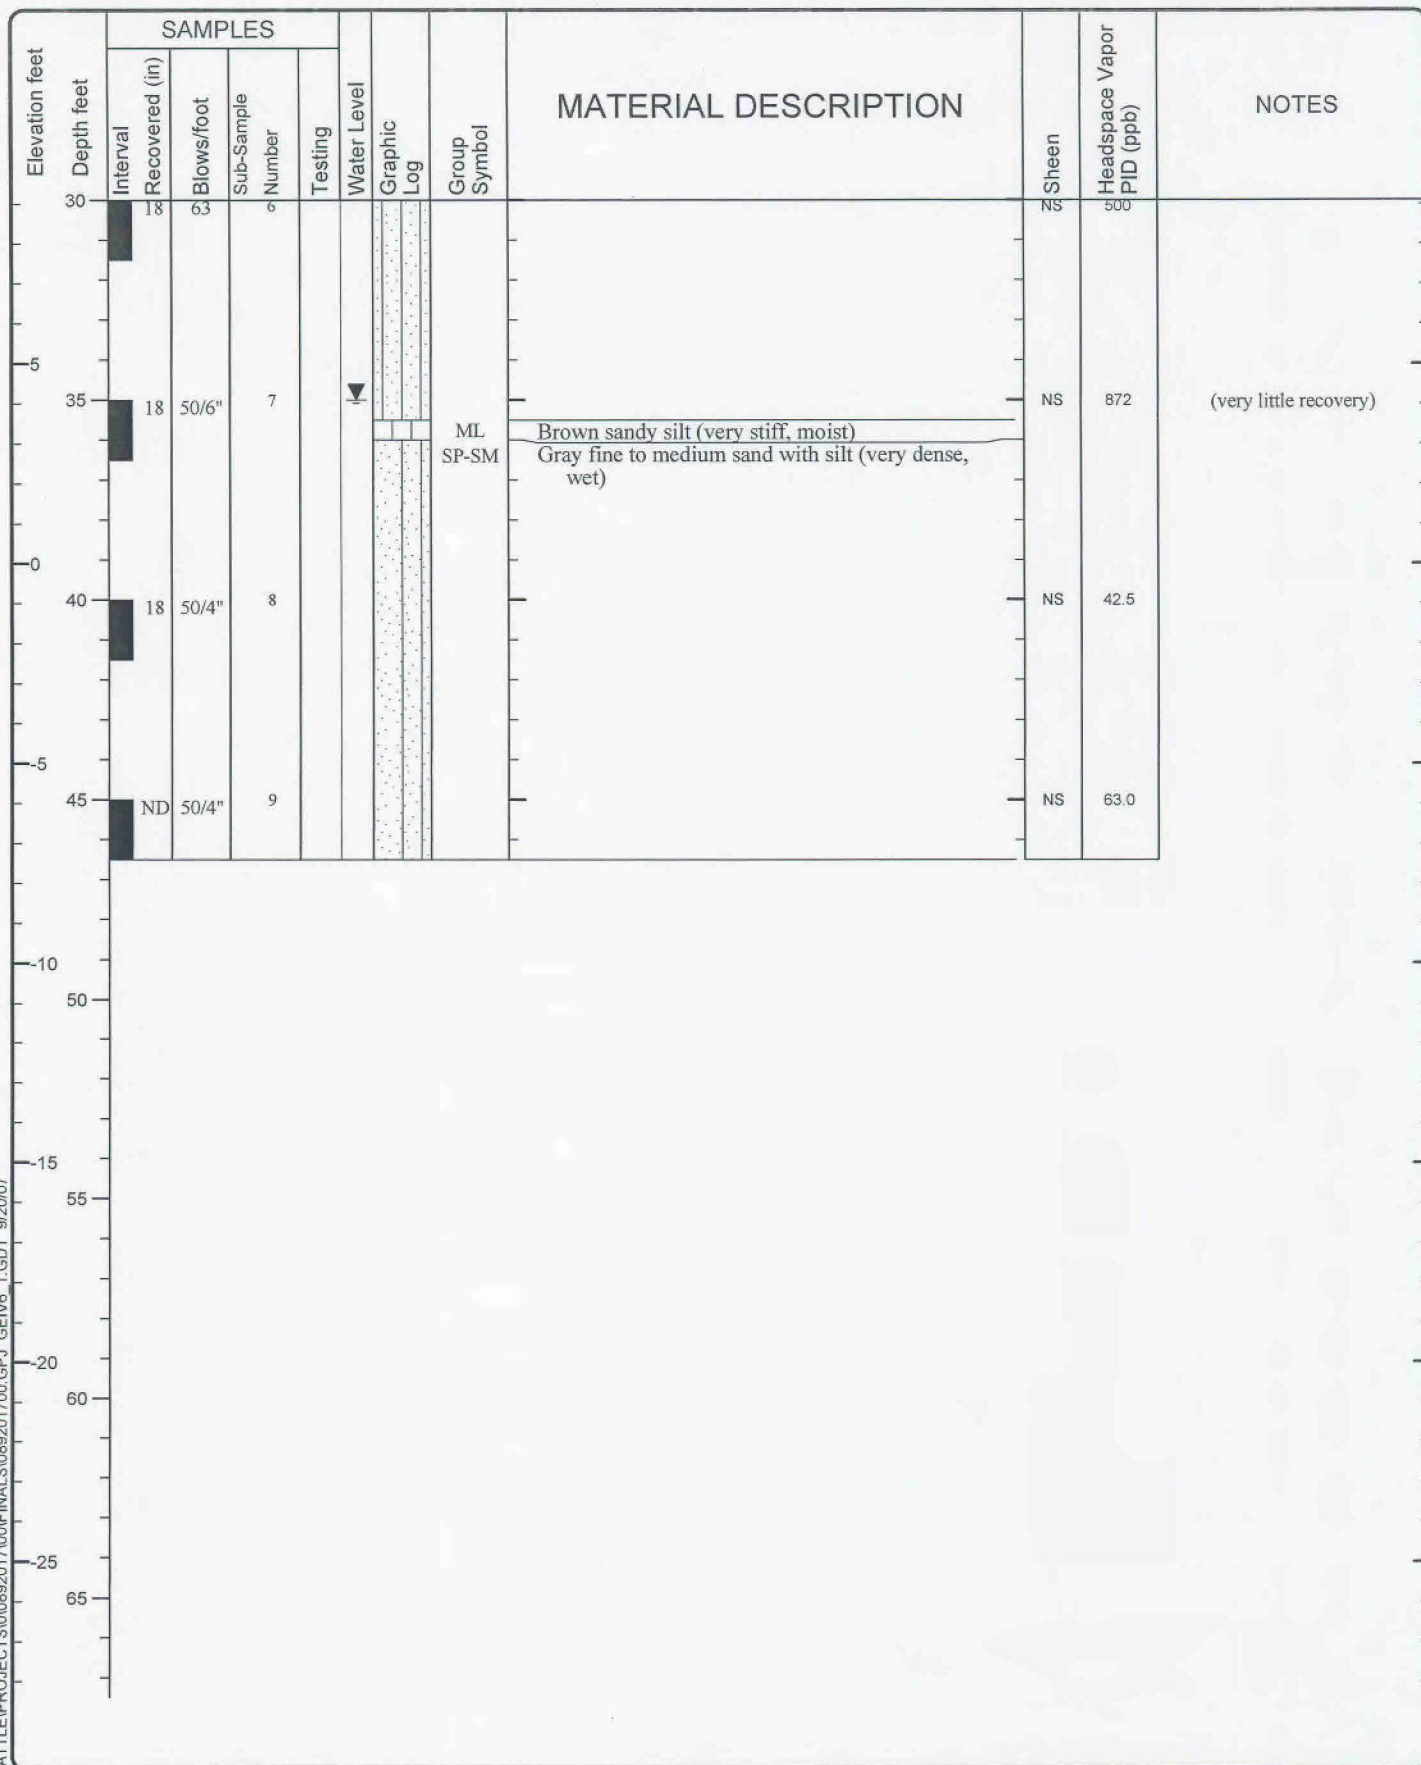 SAMPLES
Elevation feet
Depth feet
Interval
Recovered (in)
Blows/foot
Sub-Sample
Number
Testing
Water Level
Graphic
Log
Group
Symbol
MATERIAL DESCRIPTION
Sheen
Headspace Vapor
PID (ppb)
NOTES
30 18 63 6 NS 500
5
35 18 50/6" 7 NS 872 (very little recovery)
ML Brown sandy silt (very stiff, moist)
SP-SM Gray fine to medium sand with silt (very dense,
wet)
0
40 18 50/4" 8 NS 42.5
-5
45 ND 50/4" 9 NS 63.0
-10
50
-15
55
-20
60
-25
65